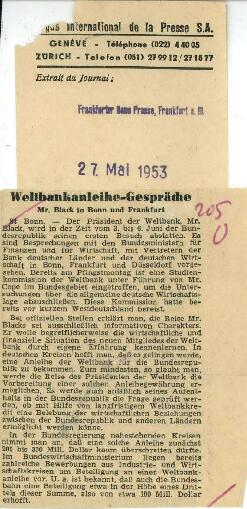 gus International de la Presse S.A.
GENÈVE - Téléphone (022) 4 40 05
ZÜRICH - Telefon (051) 27 99 12 / 27 18 77
Extrait du Journal:
Frankfurter Neue Presse, Frankfurt a. M.
27 Mai 1953
Weltbankanleihe-Gespräche
Mr. Black in Bonn und Frankfurt
205
Bonn. — Der Präsident der Weltbank, Mr.
Black, wird in der Zeit vom 3. bis 6. Juni der Bun-
desrepublik seinen ersten Besuch abstatten. Es
sind Besprechungen mit den Bundesministern für
Finanzen und für Wirtschaft, mit Vertretern der
Bank deutscher Länder und der deutschen Wirt-
schaft in Bonn, Frankfurt und Düsseldorf vorge-
sehen. Bereits am Pfingstmontag ist eine Studien-
kommission der Weltbank unter Führung von Mr.
Cope im Bundesgebiet eingetroffen, um die Unter-
suchungen über die allgemeine deutsche Wirtschafts-
lage abzuschließen. Diese Kommission hatte be-
reits vor kurzem Westdeutschland bereist.
Bei offiziellen Stellen erklärt man, die Reise Mr.
Blacks sei ausschließlich informativen Charakters.
Er wolle begreiflicherweise die wirtschaftliche und
finanzielle Situation des neuen Mitgliedes der Welt-
bank durch eigene Erfahrung kennenlernen. In
deutschen Kreisen hofft man, daß es gelingen werde,
eine Anleihe der Weltbank für die Bundesrepu-
blik zu bekommen. Zum mindesten, so glaubt man,
werde die Reise des Präsidenten der Weltbank die
Vorbereitung einer solchen Anleihegewährung er-
möglichen. Es werde auch anläßlich seines Aufent-
halts in der Bundesrepublik die Frage geprüft wer-
den, ob mit Hilfe von langfristigen Weltbankkre-
diten eine Belebung der wirtschaftlichen Beziehungen
zwischen der Bundesrepublik und anderen Ländern
ermöglicht werden könne.
In der Bundesregierung nahestehenden Kreisen
nimmt man an, daß eine solche Anleihe zunächst
200 bis 300 Mill. Dollar kaum überschreiten dürfte.
Im Bundeswirtschaftsministerium liegen bereits
zahlreiche Bewerbungen aus Industrie- und Wirt-
schaftskreisen um Beteiligung an einer Weltbankan-
leihe vor. U. a. ist bekannt, daß auch die Bundes-
bahn eine Beteiligung etwa in der Höhe eines Drit-
tels dieser Summe, also von etwa 100 Mill. Dollar
erhofft.